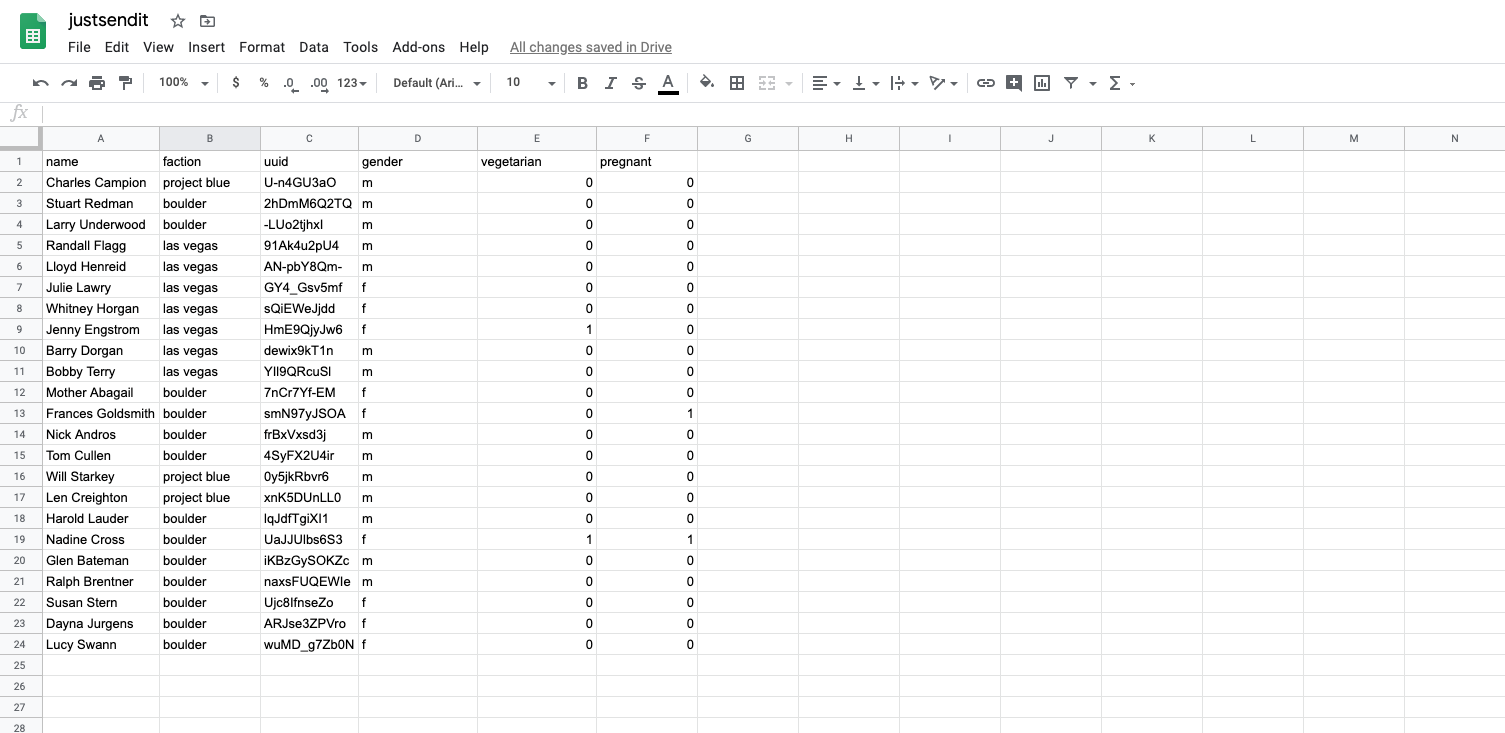 justsendit
File Edit View Insert Format Data Tools Add-ons Help All changes saved in Drive
100% $ % .0 .00 123 Default (Ari... 10 B I S A
fx
A B C D E F G H I J K L M N
1 name faction uuid gender vegetarian pregnant
2 Charles Campion project blue U-n4GU3aO m 0 0
3 Stuart Redman boulder 2hDmM6Q2TQ m 0 0
4 Larry Underwood boulder -LUo2tjhxI m 0 0
5 Randall Flagg las vegas 91Ak4u2pU4 m 0 0
6 Lloyd Henreid las vegas AN-pbY8Qm- m 0 0
7 Julie Lawry las vegas GY4_Gsv5mf f 0 0
8 Whitney Horgan las vegas sQiEWeJjdd f 0 0
9 Jenny Engstrom las vegas HmE9QjyJw6 f 1 0
10 Barry Dorgan las vegas dewix9kT1n m 0 0
11 Bobby Terry las vegas YII9QRcuSI m 0 0
12 Mother Abagail boulder 7nCr7Yf-EM f 0 0
13 Frances Goldsmith boulder smN97yJSOA f 0 1
14 Nick Andros boulder frBxVxsd3j m 0 0
15 Tom Cullen boulder 4SyFX2U4ir m 0 0
16 Will Starkey project blue 0y5jkRbvr6 m 0 0
17 Len Creighton project blue xnK5DUnLL0 m 0 0
18 Harold Lauder boulder IqJdfTgiXI1 m 0 0
19 Nadine Cross boulder UaJJUlbs6S3 f 1 1
20 Glen Bateman boulder iKBzGySOKZc m 0 0
21 Ralph Brentner boulder naxsFUQEWIe m 0 0
22 Susan Stern boulder Ujc8IfnseZo f 0 0
23 Dayna Jurgens boulder ARJse3ZPVro f 0 0
24 Lucy Swann boulder wuMD_g7Zb0N f 0 0
25
26
27
28